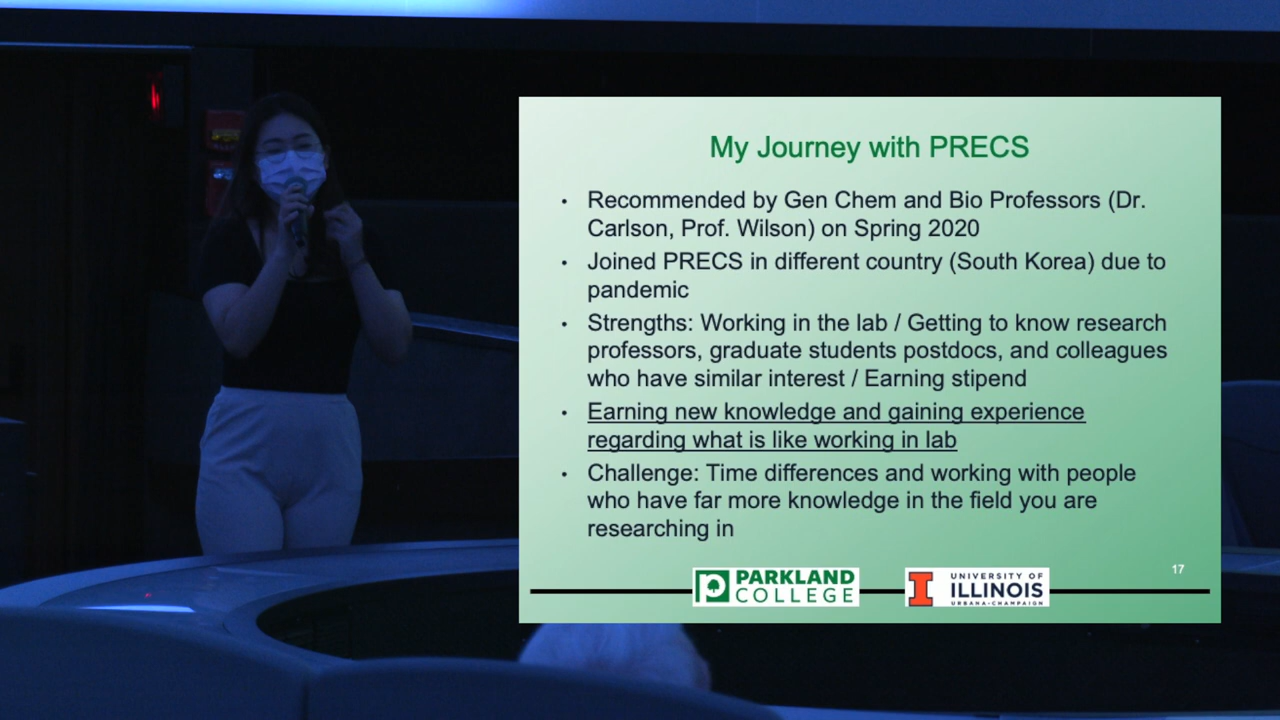 My Journey with PRECS
• Recommended by Gen Chem and Bio Professors (Dr.
Carlson, Prof. Wilson) on Spring 2020
• Joined PRECS in different country (South Korea) due to
pandemic
• Strengths: Working in the lab / Getting to know research
professors, graduate students postdocs, and colleagues
who have similar interest / Earning stipend
• Earning new knowledge and gaining experience
regarding what is like working in lab
• Challenge: Time differences and working with people
who have far more knowledge in the field you are
researching in
17
PARKLAND
COLLEGE
I
UNIVERSITY OF
ILLINOIS
URBANA-CHAMPAIGN